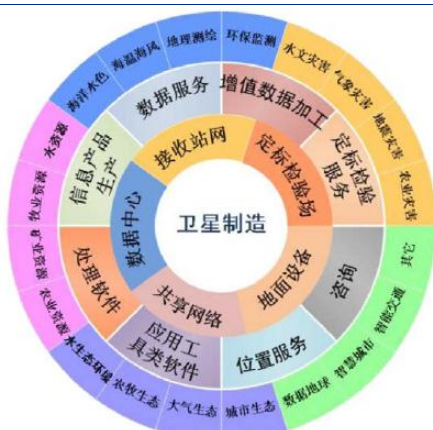 卫星制造
接收站网
定标检验场
地面设备
共享网络
数据中心
数据服务
增值数据加工
定标检验
服务
咨询
位置服务
应用工
具类软件
处理软件
信息产品
生产
环保监测
水文灾害
气象灾害
地震灾害
农业灾害
其它
智能交通
智慧城市
数据地球
城市生态
大气生态
农牧生态
水生态环境
农业资源
牧业资源
水资源
海洋水色
海温海风
地理测绘